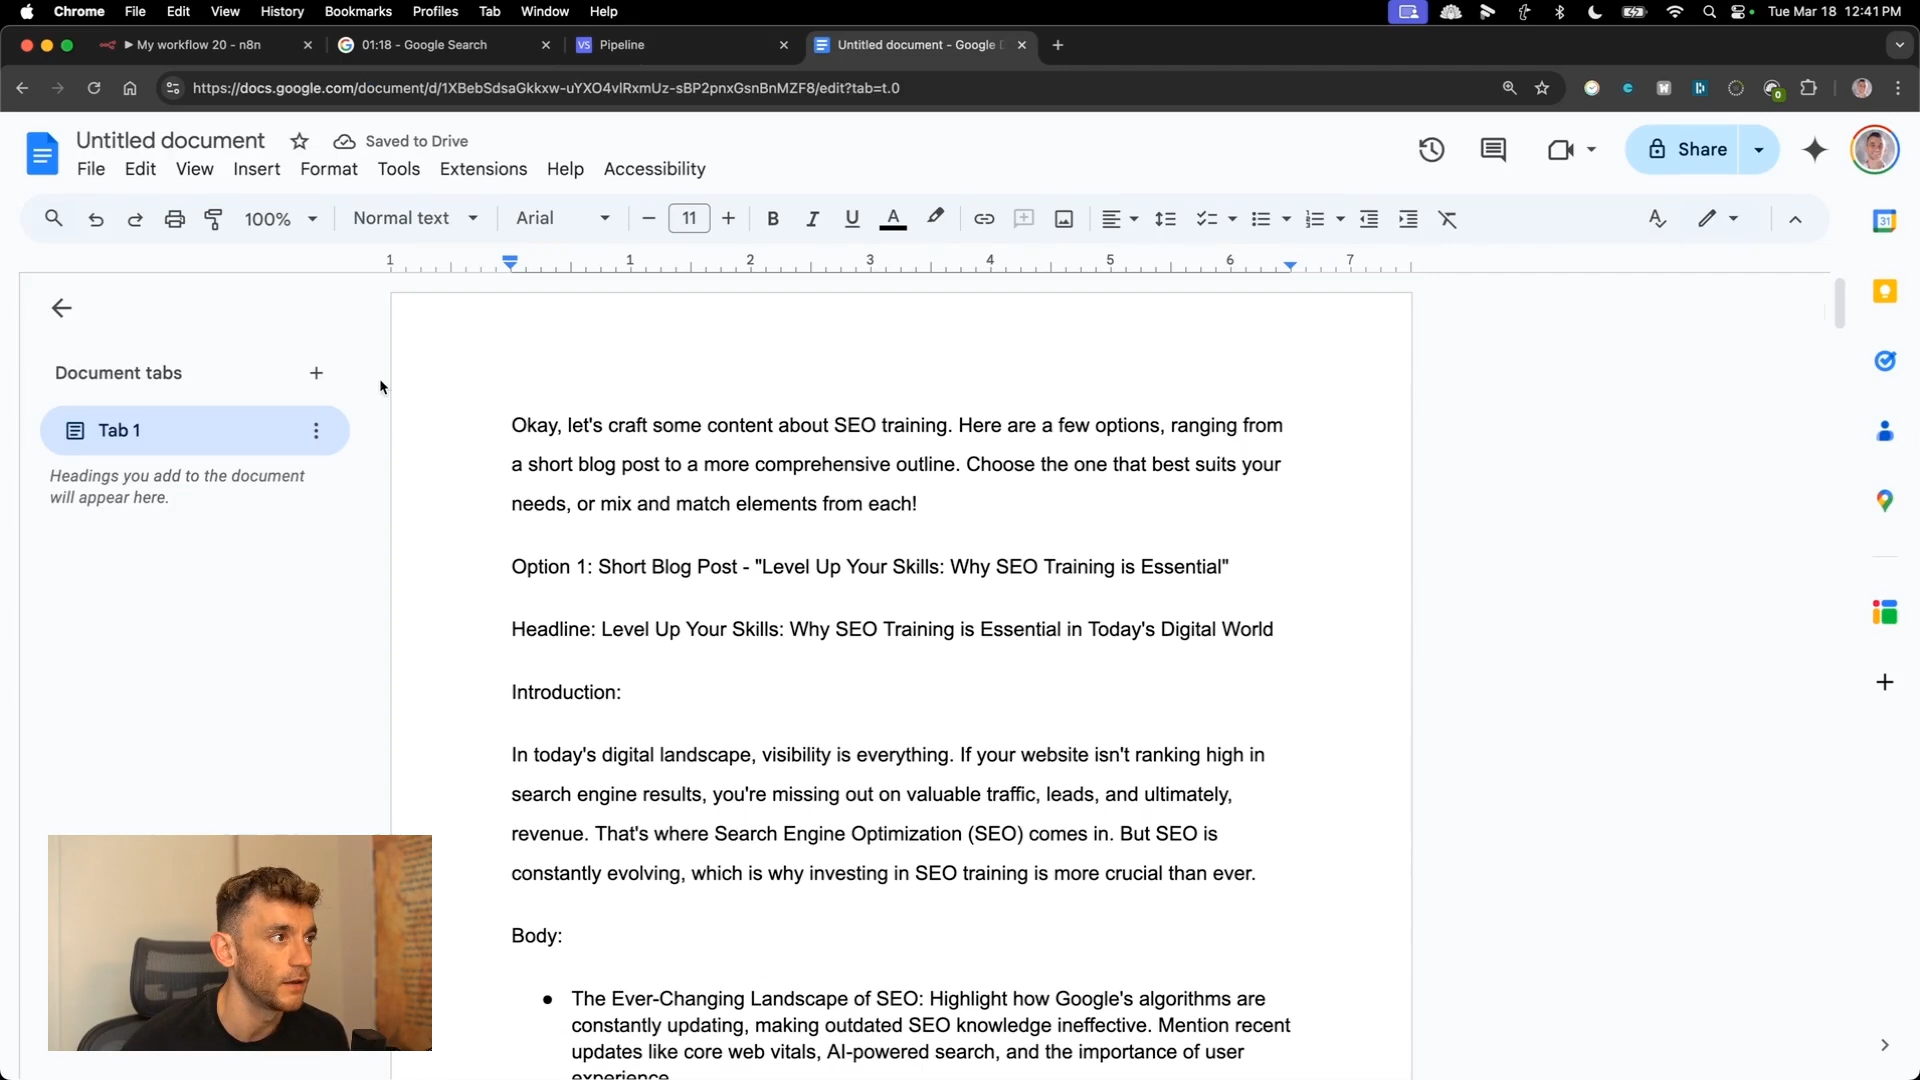 Chrome File Edit View History Bookmarks Profiles Tab Window Help Tue Mar 18 12:41 PM
▶ My workflow 20 - n8n 01:18 - Google Search VS Pipeline Untitled document - Google D
https://docs.google.com/document/d/1XBebSdsaGkkxw-uYXO4vlRxmUz-sBP2pnxGsnBnMZF8/edit?tab=t.0
Untitled document Saved to Drive
File Edit View Insert Format Tools Extensions Help Accessibility
Share
100% Normal text Arial 11 B I U A
31
1 1 2 3 4 5 6 7
Document tabs
Tab 1
Headings you add to the document
will appear here.
Okay, let's craft some content about SEO training. Here are a few options, ranging from
a short blog post to a more comprehensive outline. Choose the one that best suits your
needs, or mix and match elements from each!
Option 1: Short Blog Post - "Level Up Your Skills: Why SEO Training is Essential"
Headline: Level Up Your Skills: Why SEO Training is Essential in Today's Digital World
Introduction:
In today's digital landscape, visibility is everything. If your website isn't ranking high in
search engine results, you're missing out on valuable traffic, leads, and ultimately,
revenue. That's where Search Engine Optimization (SEO) comes in. But SEO is
constantly evolving, which is why investing in SEO training is more crucial than ever.
Body:
● The Ever-Changing Landscape of SEO: Highlight how Google's algorithms are
constantly updating, making outdated SEO knowledge ineffective. Mention recent
updates like core web vitals, AI-powered search, and the importance of user
experience.